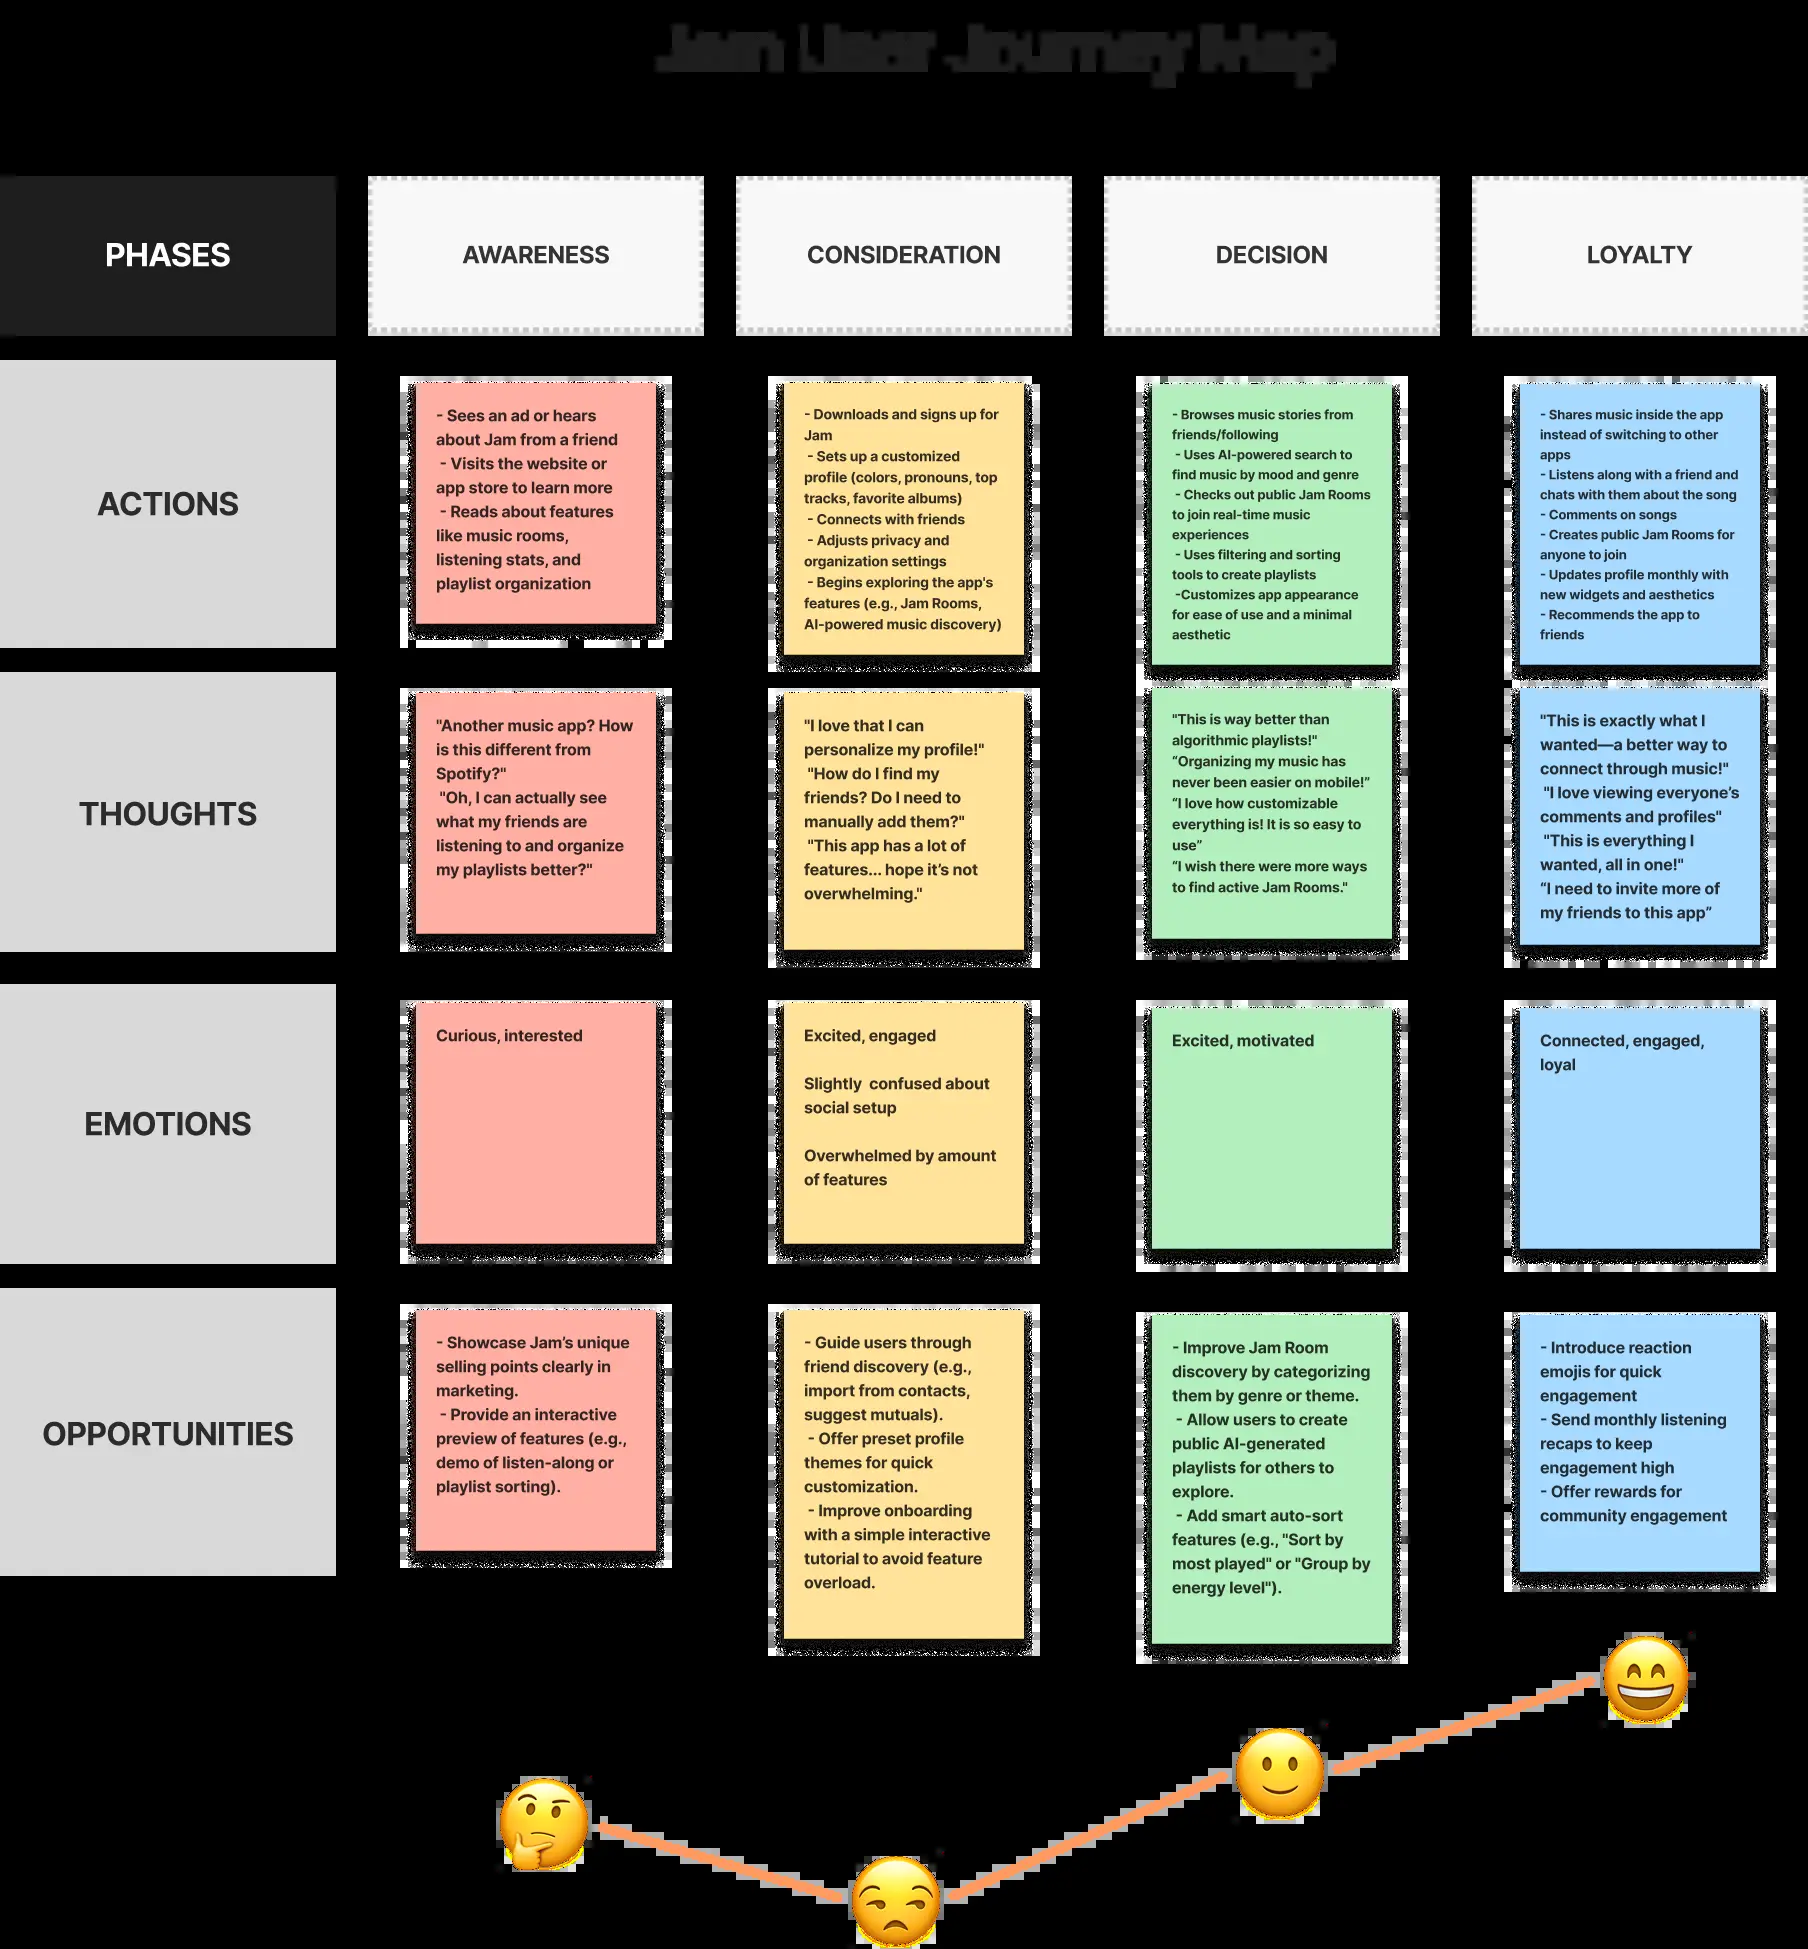 Jam User Journey Map
PHASES
AWARENESS
CONSIDERATION
DECISION
LOYALTY
ACTIONS
- Sees an ad or hears
about Jam from a friend
- Visits the website or
app store to learn more
- Reads about features
like music rooms,
listening stats, and
playlist organization
- Downloads and signs up for
Jam
- Sets up a customized
profile (colors, pronouns, top
tracks, favorite albums)
- Connects with friends
- Adjusts privacy and
organization settings
- Begins exploring the app's
features (e.g., Jam Rooms,
AI-powered music discovery)
- Browses music stories from
friends/following
- Uses AI-powered search to
find music by mood and genre
- Checks out public Jam Rooms
to join real-time music
experiences
- Uses filtering and sorting
tools to create playlists
-Customizes app appearance
for ease of use and a minimal
aesthetic
- Shares music inside the app
instead of switching to other
apps
- Listens along with a friend and
chats with them about the song
- Comments on songs
- Creates public Jam Rooms for
anyone to join
- Updates profile monthly with
new widgets and aesthetics
- Recommends the app to
friends
THOUGHTS
"Another music app? How
is this different from
Spotify?"
"Oh, I can actually see
what my friends are
listening to and organize
my playlists better?"
"I love that I can
personalize my profile!"
"How do I find my
friends? Do I need to
manually add them?"
"This app has a lot of
features... hope it’s not
overwhelming."
"This is way better than
algorithmic playlists!"
“Organizing my music has
never been easier on mobile!”
“I love how customizable
everything is! It is so easy to
use”
“I wish there were more ways
to find active Jam Rooms."
"This is exactly what I
wanted—a better way to
connect through music!"
"I love viewing everyone’s
comments and profiles"
"This is everything I
wanted, all in one!"
“I need to invite more of
my friends to this app”
EMOTIONS
Curious, interested
Excited, engaged
Slightly confused about
social setup
Overwhelmed by amount
of features
Excited, motivated
Connected, engaged,
loyal
OPPORTUNITIES
- Showcase Jam’s unique
selling points clearly in
marketing.
- Provide an interactive
preview of features (e.g.,
demo of listen-along or
playlist sorting).
- Guide users through
friend discovery (e.g.,
import from contacts,
suggest mutuals).
- Offer preset profile
themes for quick
customization.
- Improve onboarding
with a simple interactive
tutorial to avoid feature
overload.
- Improve Jam Room
discovery by categorizing
them by genre or theme.
- Allow users to create
public AI-generated
playlists for others to
explore.
- Add smart auto-sort
features (e.g., "Sort by
most played" or "Group by
energy level").
- Introduce reaction
emojis for quick
engagement
- Send monthly listening
recaps to keep
engagement high
- Offer rewards for
community engagement